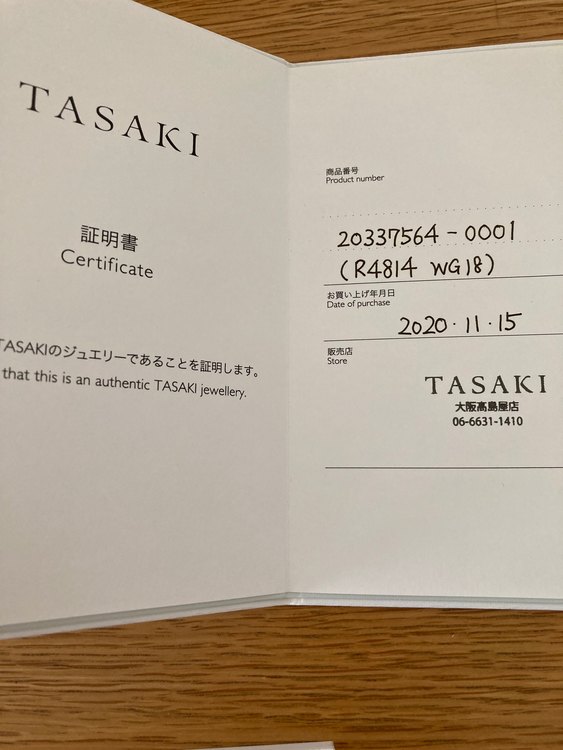 TASAKI
証明書
Certificate
TASAKIのジュエリーであることを証明します。
that this is an authentic TASAKI jewellery.
商品番号
Product number
20337564-0001
(R4814 WG18)
お買い上げ年月日
Date of purchase
2020・11・15
販売店
Store
TASAKI
大阪髙島屋店
06-6631-1410